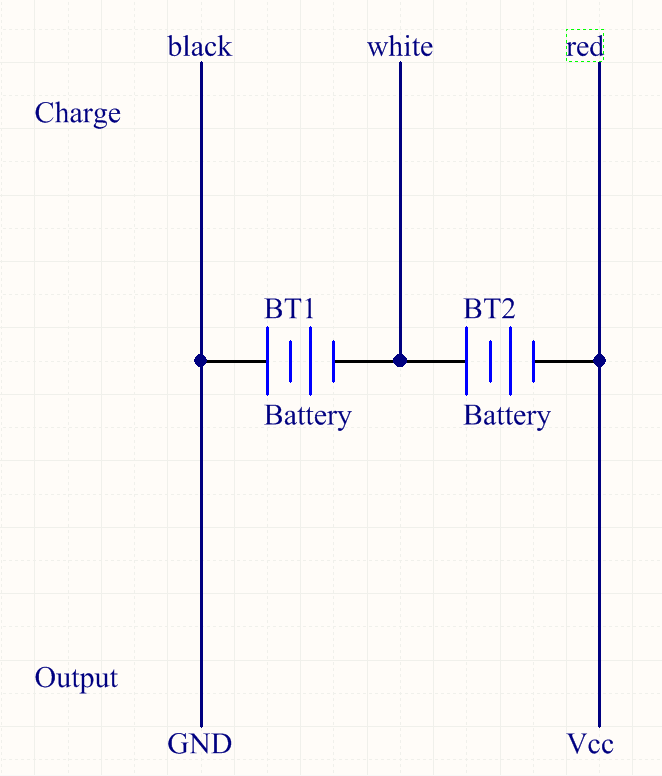 black
white
red
Charge
BT1
BT2
Battery
Battery
Output
GND
Vcc